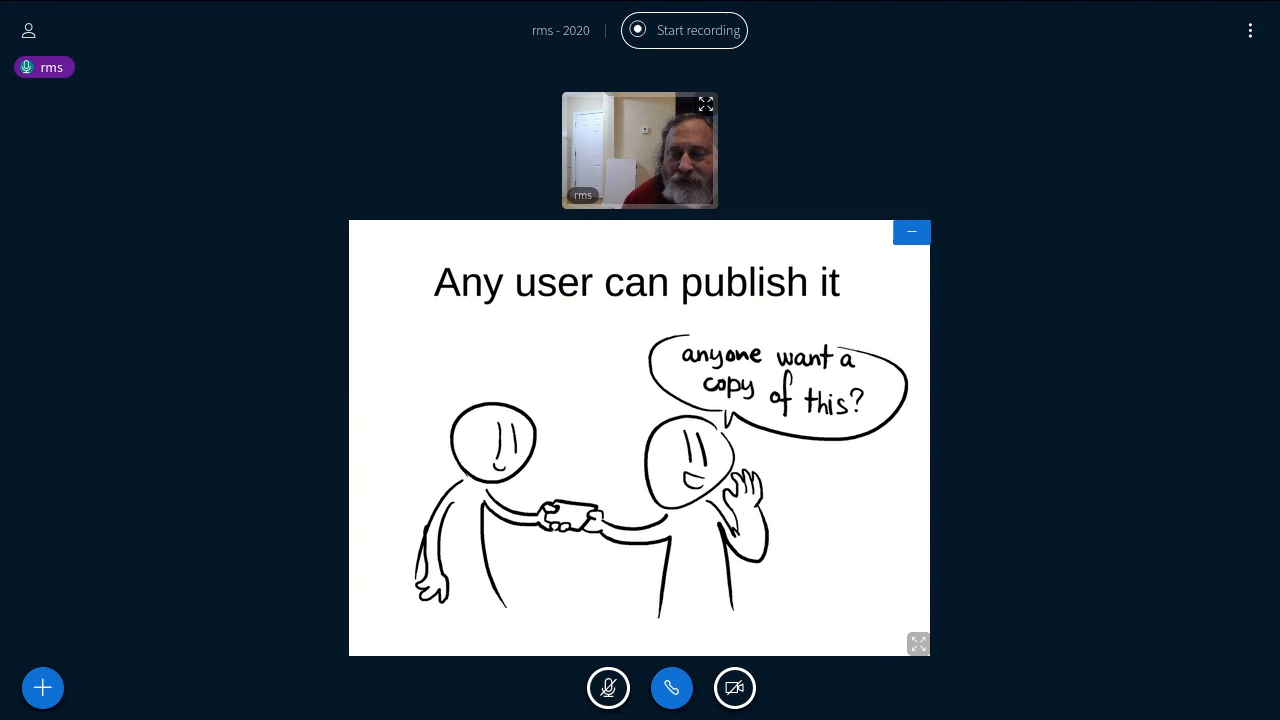 rms - 2020
Start recording
rms
rms
Any user can publish it
anyone want a
copy of this?